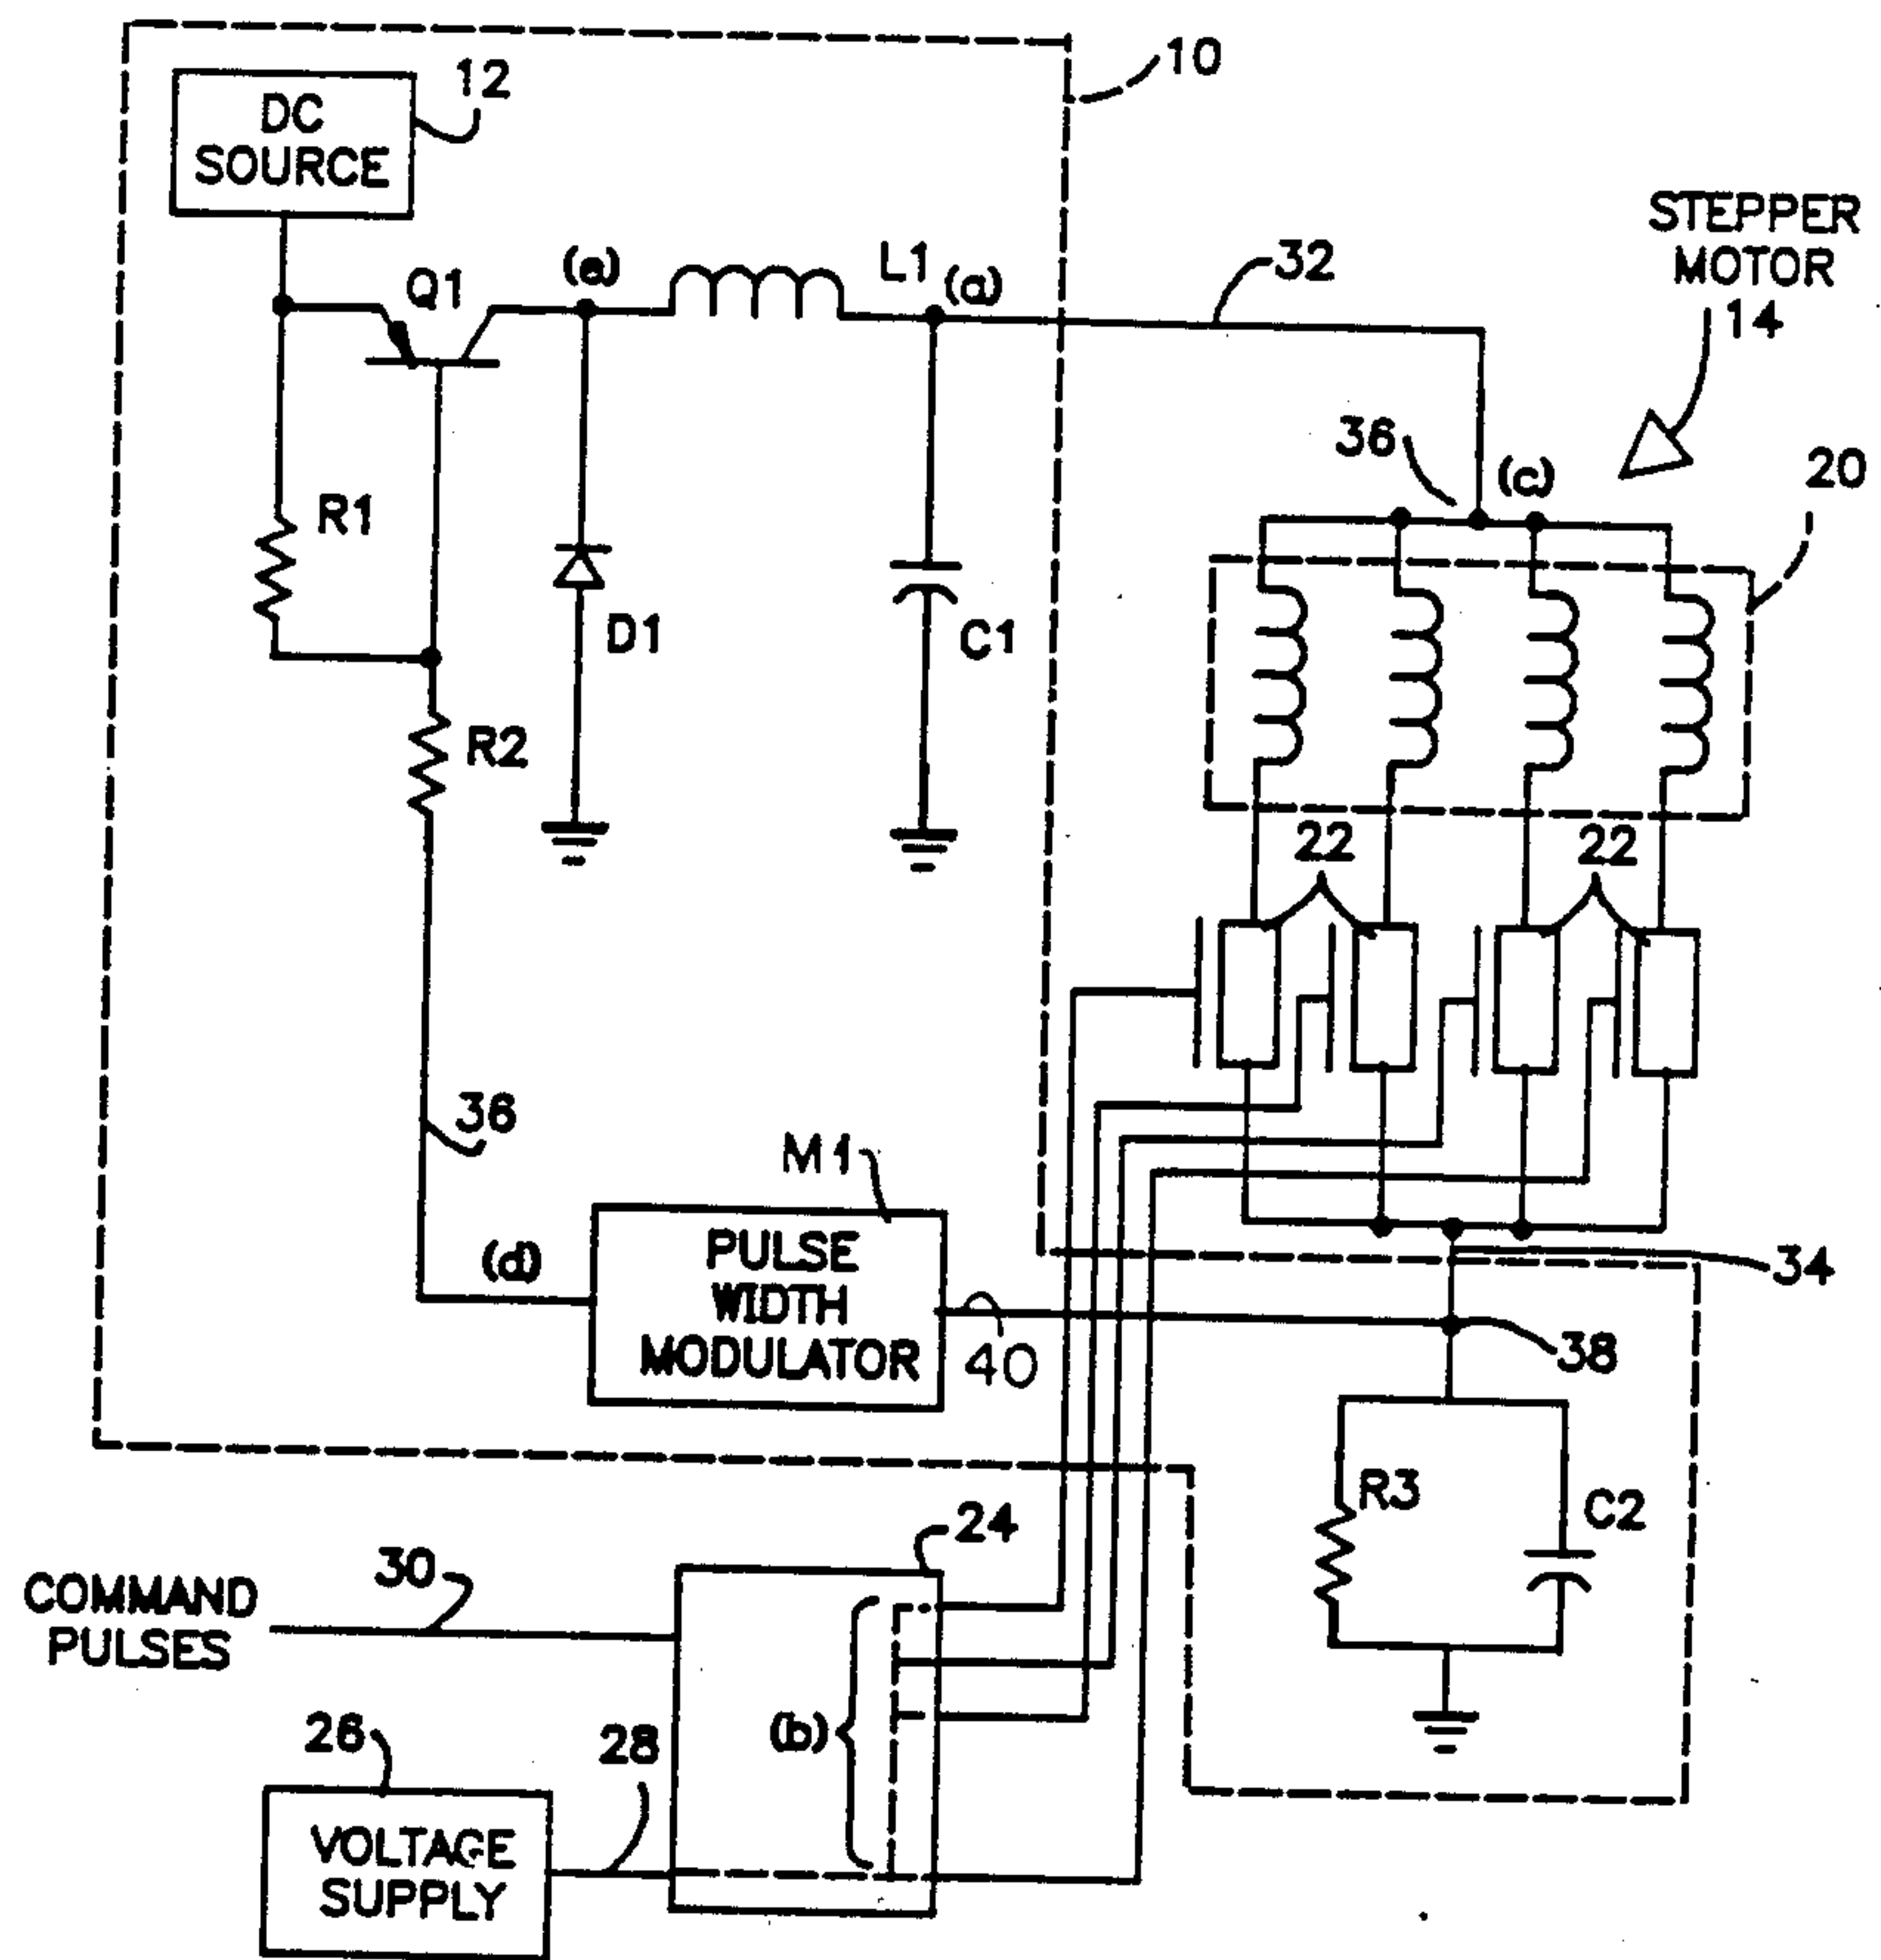 10
12
DC
SOURCE
STEPPER
MOTOR
14
Q1
(e)
L1
(a)
32
36
(c)
20
R1
D1
C1
R2
22
22
36
M1
(d)
PULSE
WIDTH
MODULATOR
34
40
38
R3
C2
24
30
COMMAND
PULSES
(b)
26
28
VOLTAGE
SUPPLY